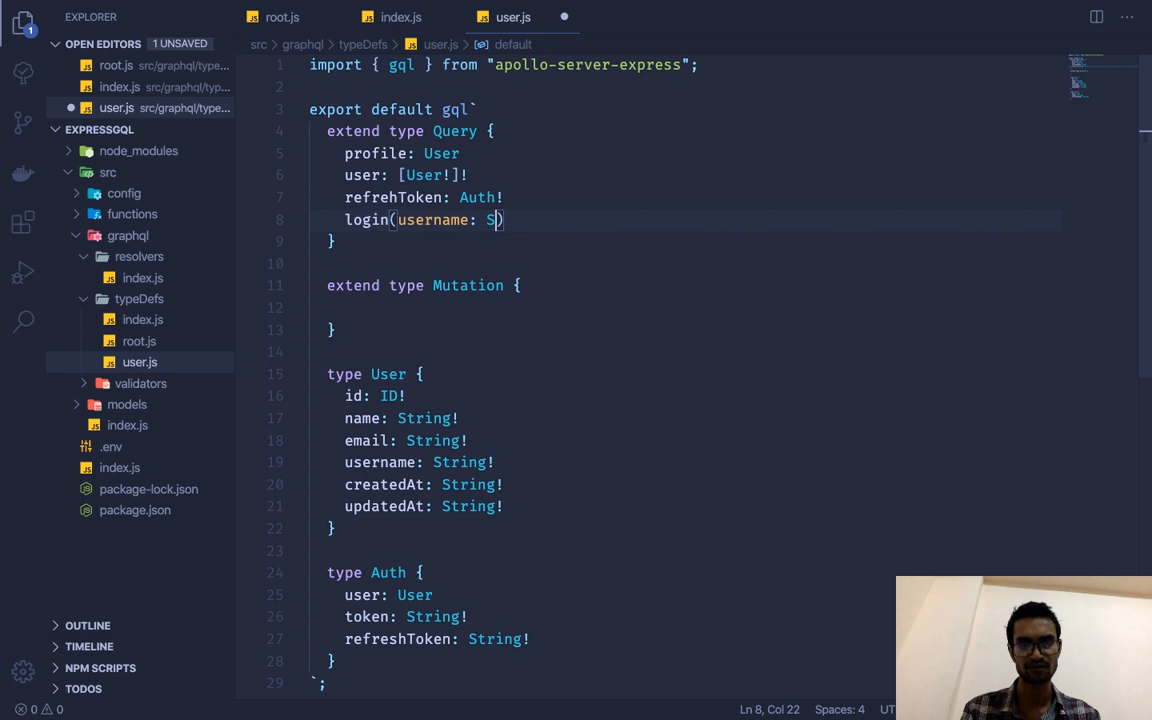 EXPLORER
root.js
index.js
user.js
OPEN EDITORS 1 UNSAVED
root.js src/graphql/type...
index.js src/graphql/type...
user.js src/graphql/type...
EXPRESSGQL
node_modules
src
config
functions
graphql
resolvers
index.js
typeDefs
index.js
root.js
user.js
validators
models
index.js
.env
index.js
package-lock.json
package.json
OUTLINE
TIMELINE
NPM SCRIPTS
TODOS
1
src > graphql > typeDefs > user.js > default
1 import { gql } from "apollo-server-express";
2
3 export default gql`
4 extend type Query {
5 profile: User
6 user: [User!]!
7 refrehToken: Auth!
8 login(username: S)
9 }
10
11 extend type Mutation {
12
13 }
14
15 type User {
16 id: ID!
17 name: String!
18 email: String!
19 username: String!
20 createdAt: String!
21 updatedAt: String!
22 }
23
24 type Auth {
25 user: User
26 token: String!
27 refreshToken: String!
28 }
29 `;
0 0 Ln 8, Col 22 Spaces: 4 UT